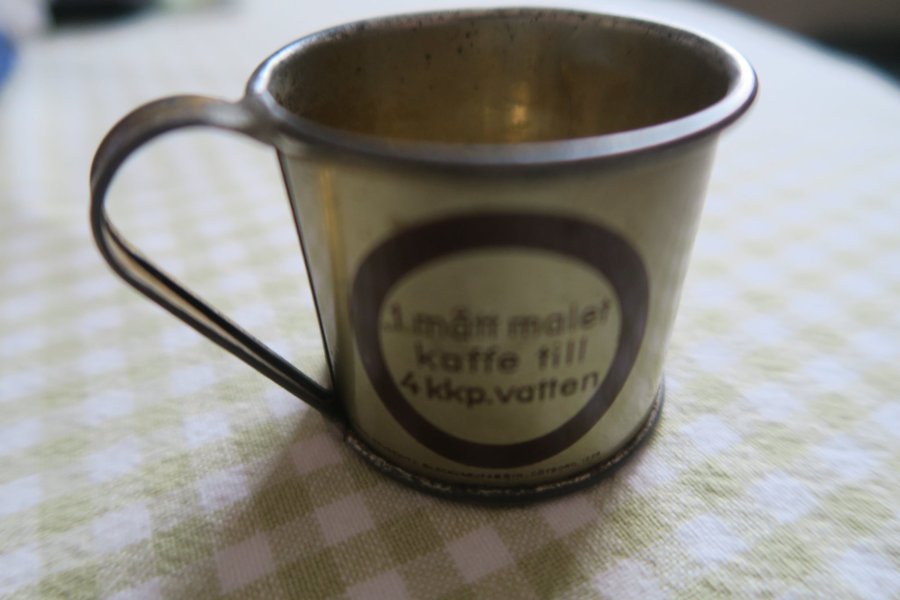 1 mått malet
kaffe till
4 kkp. vatten